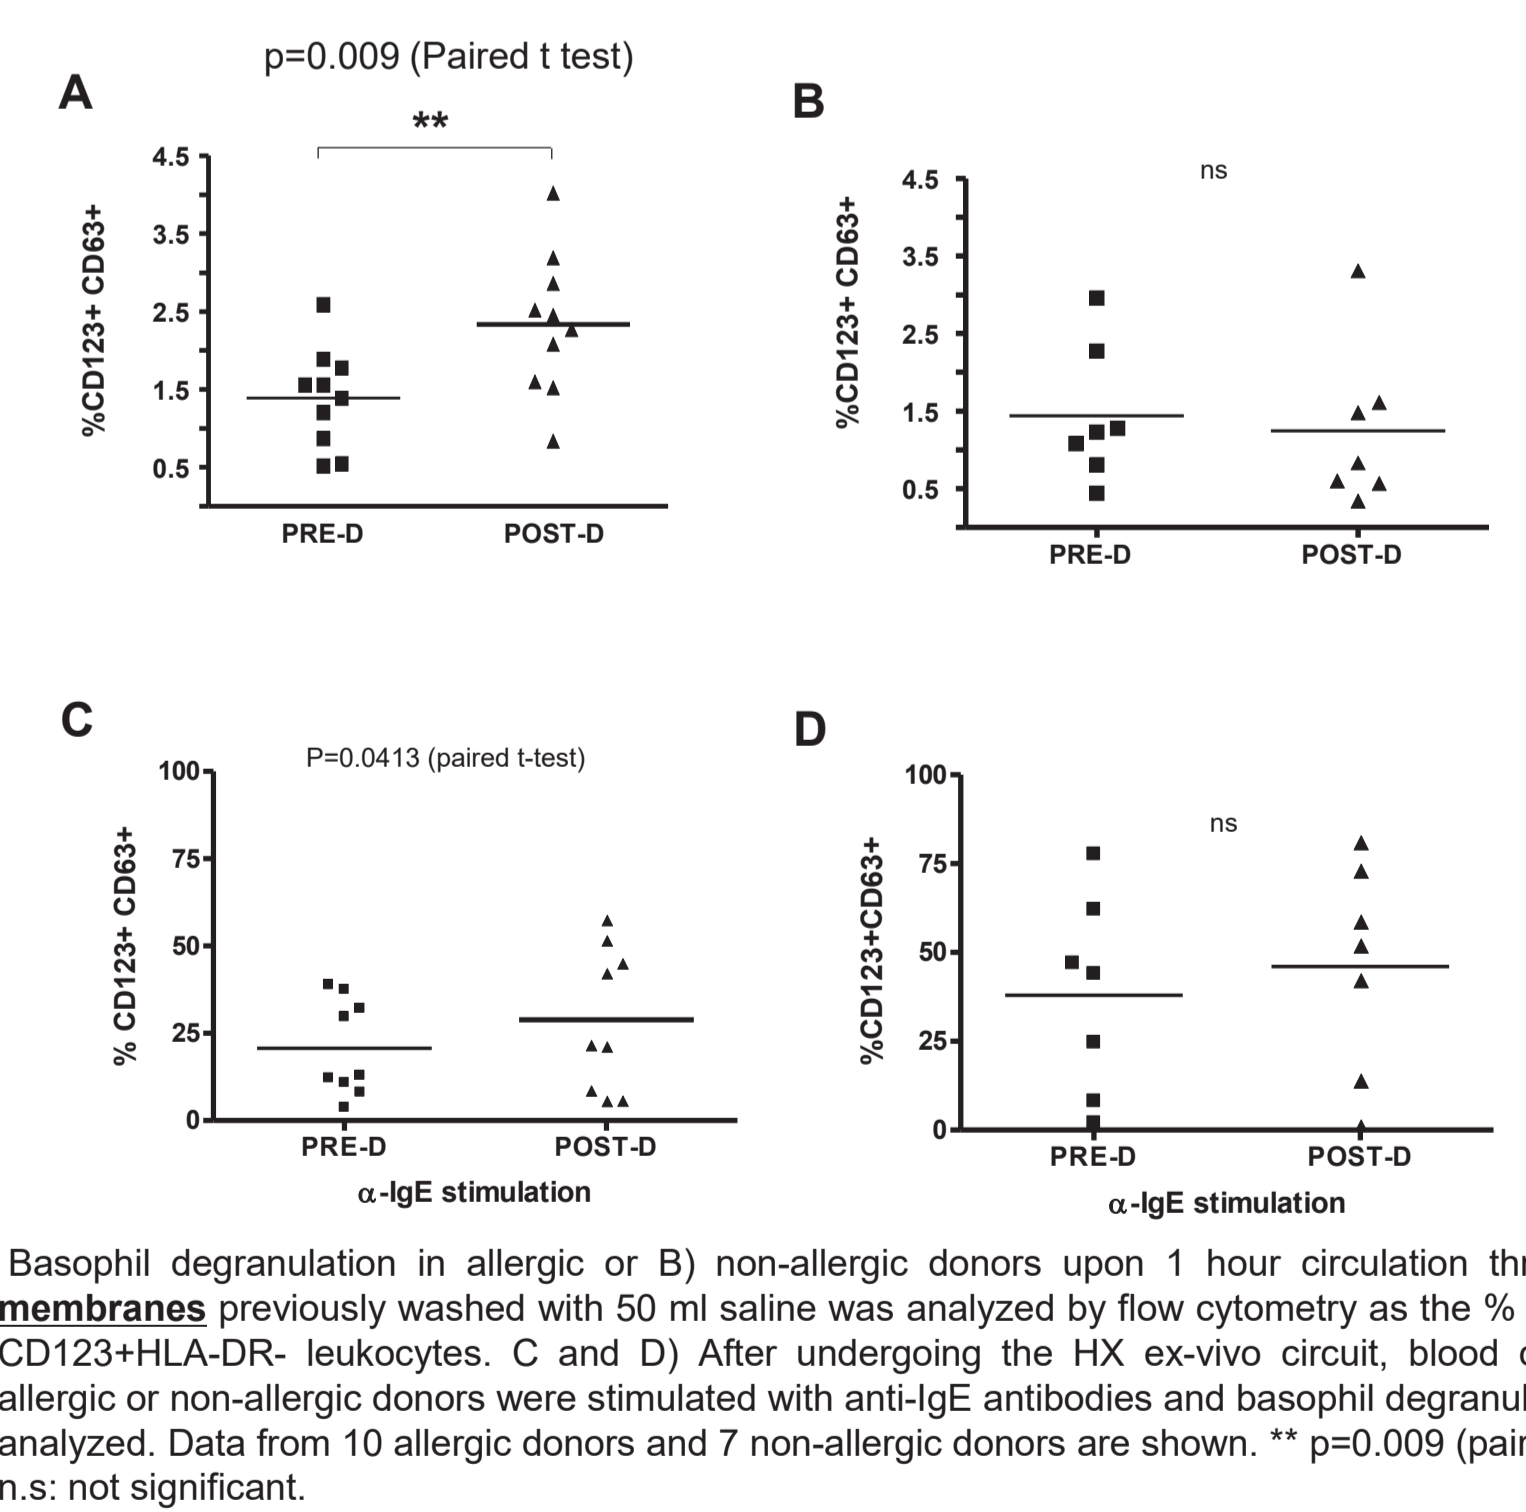 p=0.009 (Paired t test)
A
**
4.5
3.5
2.5
1.5
0.5
%CD123+ CD63+
PRE-D
POST-D
B
ns
4.5
3.5
2.5
1.5
0.5
%CD123+ CD63+
PRE-D
POST-D
C
P=0.0413 (paired t-test)
100
75
50
25
0
% CD123+ CD63+
PRE-D
POST-D
α-IgE stimulation
D
ns
100
75
50
25
0
%CD123+CD63+
PRE-D
POST-D
α-IgE stimulation
Basophil degranulation in allergic or B) non-allergic donors upon 1 hour circulation
membranes previously washed with 50 ml saline was analyzed by flow cytometry as the %
CD123+HLA-DR- leukocytes. C and D) After undergoing the HX ex-vivo circuit, blood
allergic or non-allergic donors were stimulated with anti-IgE antibodies and basophil
analyzed. Data from 10 allergic donors and 7 non-allergic donors are shown. ** p=0.009
n.s: not significant.